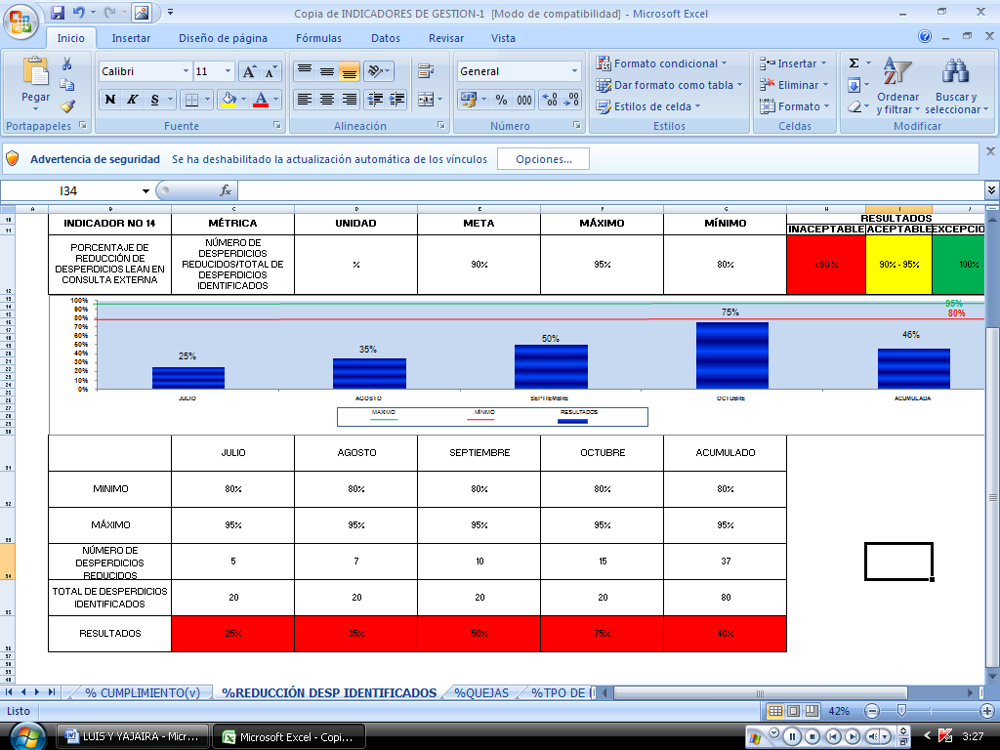 Copia de INDICADORES DE GESTION-1 [Modo de compatibilidad] - Microsoft Excel
Inicio Insertar Diseño de página Fórmulas Datos Revisar Vista
Pegar
Calibri 11
N K S
General
% 000
Formato condicional
Dar formato como tabla
Estilos de celda
Insertar
Eliminar
Formato
Σ
Ordenar y filtrar
Buscar y seleccionar
Portapapeles Fuente Alineación Número Estilos Celdas Modificar
Advertencia de seguridad Se ha deshabilitado la actualización automática de los vínculos Opciones...
I34 fx
A B C D E F G H I J
INDICADOR NO 14 MÉTRICA UNIDAD META MÁXIMO MÍNIMO RESULTADOS
INACEPTABLE ACEPTABLE EXCEPCIO
PORCENTAJE DE
REDUCCIÓN DE
DESPERDICIOS LEAN EN
CONSULTA EXTERNA
NÚMERO DE
DESPERDICIOS
REDUCIDOS/TOTAL DE
DESPERDICIOS
IDENTIFICADOS
% 90% 95% 80% <80% 90% - 95% 100%
100%
90%
80%
70%
60%
50%
40%
30%
20%
10%
0%
95%
80%
25% 35% 50% 75% 46%
JULIO AGOSTO SEPTIEMBRE OCTUBRE ACUMULADA
MAXIMO MÍNIMO RESULTADOS
JULIO AGOSTO SEPTIEMBRE OCTUBRE ACUMULADO
MINIMO 80% 80% 80% 80% 80%
MÁXIMO 95% 95% 95% 95% 95%
NÚMERO DE
DESPERDICIOS
REDUCIDOS
5 7 10 15 37
TOTAL DE DESPERDICIOS
IDENTIFICADOS
20 20 20 20 80
RESULTADOS 25% 35% 50% 75% 46%
% CUMPLIMIENTO(v) %REDUCCIÓN DESP IDENTIFICADOS %QUEJAS %TPO DE
Listo 42%
LUIS Y YAJAIRA - Micr... Microsoft Excel - Copi... 3:27